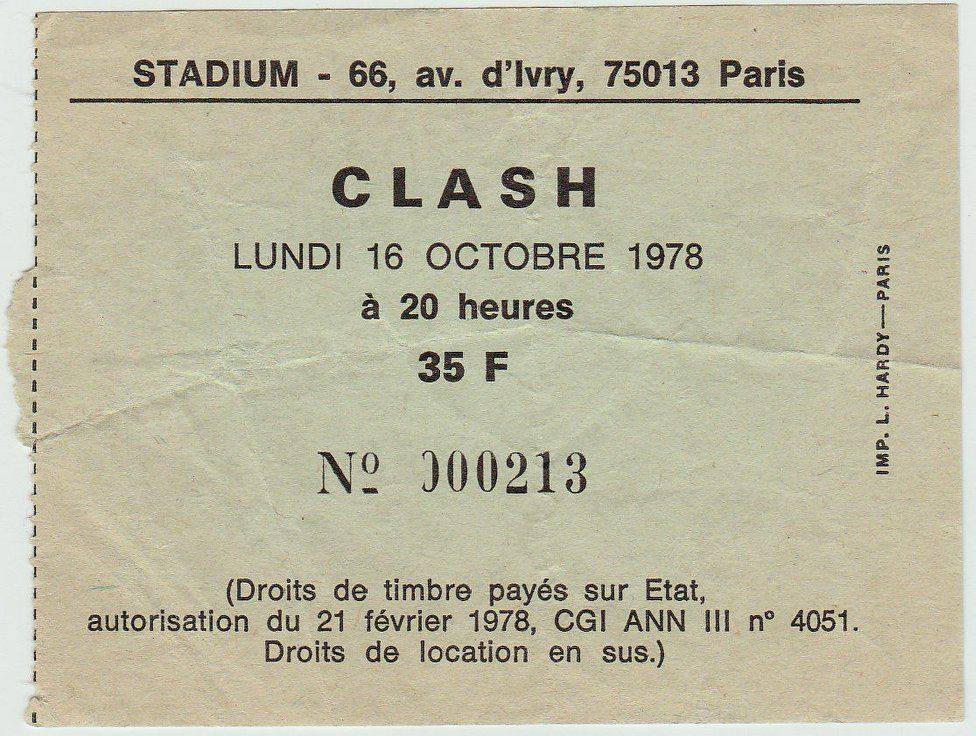 STADIUM - 66, av. d'Ivry, 75013 Paris
CLASH
LUNDI 16 OCTOBRE 1978
à 20 heures
35 F
Nº 000213
(Droits de timbre payés sur Etat,
autorisation du 21 février 1978, CGI ANN III n° 4051.
Droits de location en sus.)
IMP. L. HARDY—PARIS